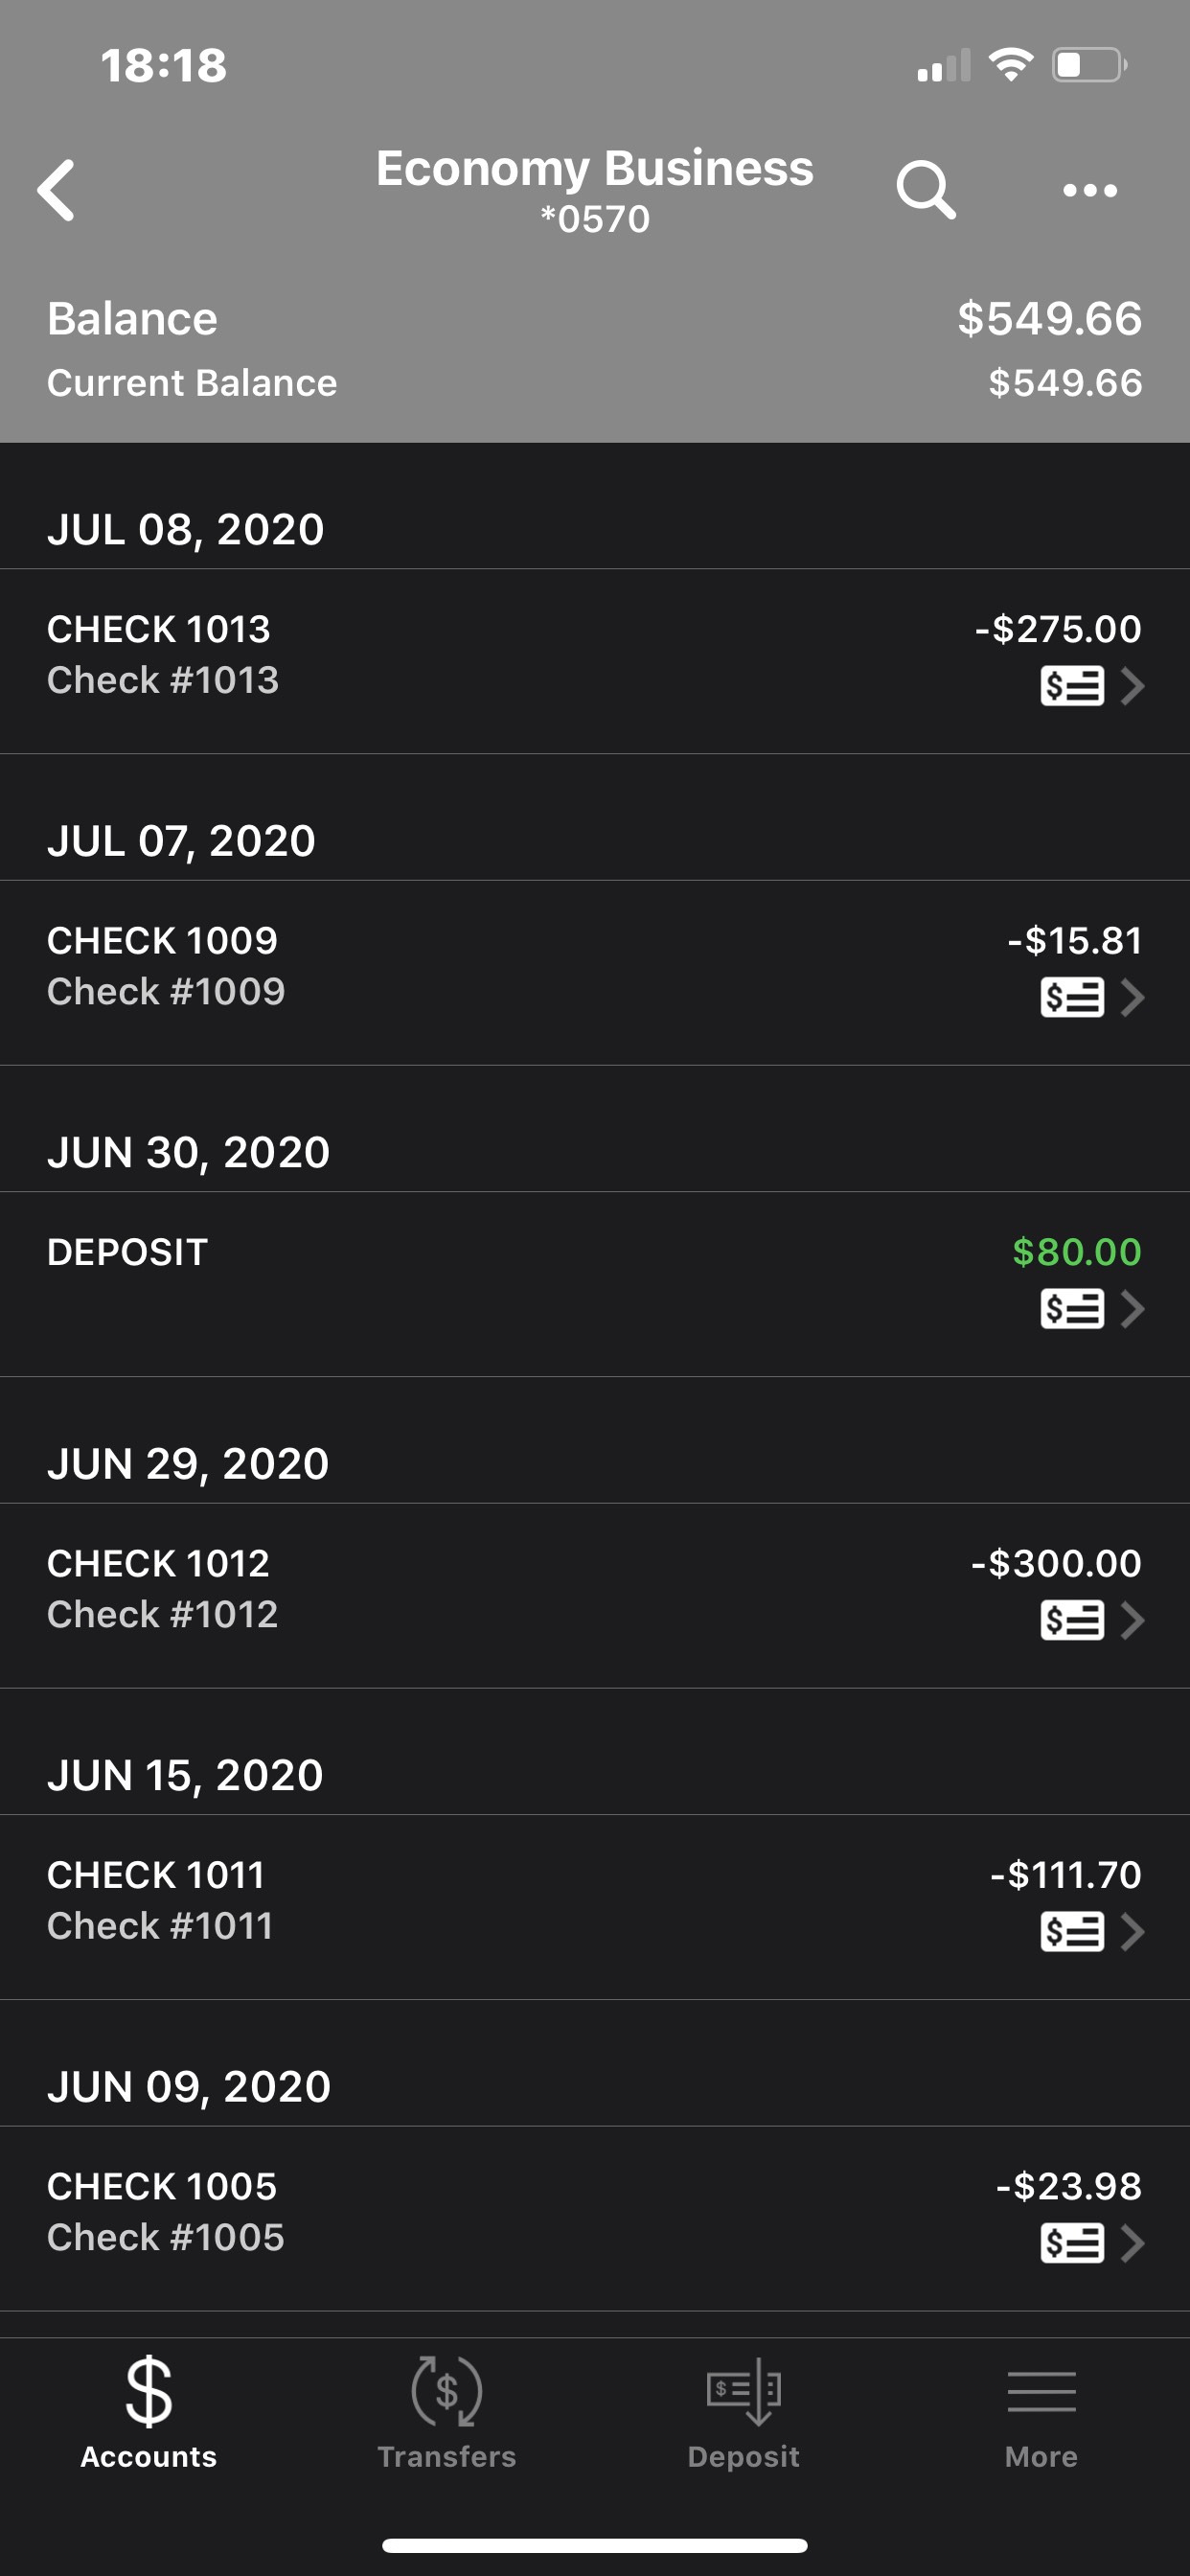 18:18
Economy Business
*0570
Balance $549.66
Current Balance $549.66
JUL 08, 2020
CHECK 1013 -$275.00
Check #1013
JUL 07, 2020
CHECK 1009 -$15.81
Check #1009
JUN 30, 2020
DEPOSIT $80.00
JUN 29, 2020
CHECK 1012 -$300.00
Check #1012
JUN 15, 2020
CHECK 1011 -$111.70
Check #1011
JUN 09, 2020
CHECK 1005 -$23.98
Check #1005
Accounts Transfers Deposit More